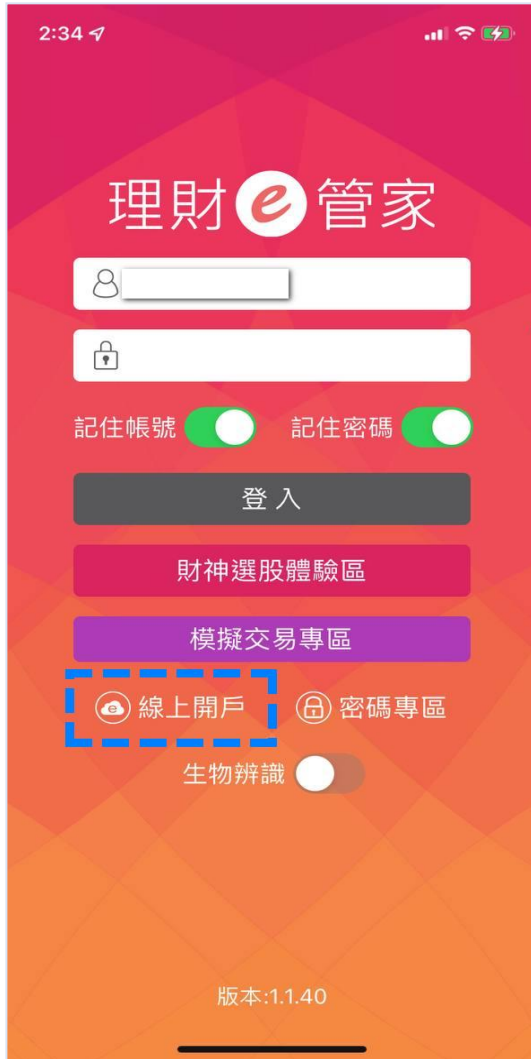 2:34
理財e管家
記住帳號 記住密碼
登入
財神選股體驗區
模擬交易專區
e 線上開戶 密碼專區
生物辨識
版本:1.1.40